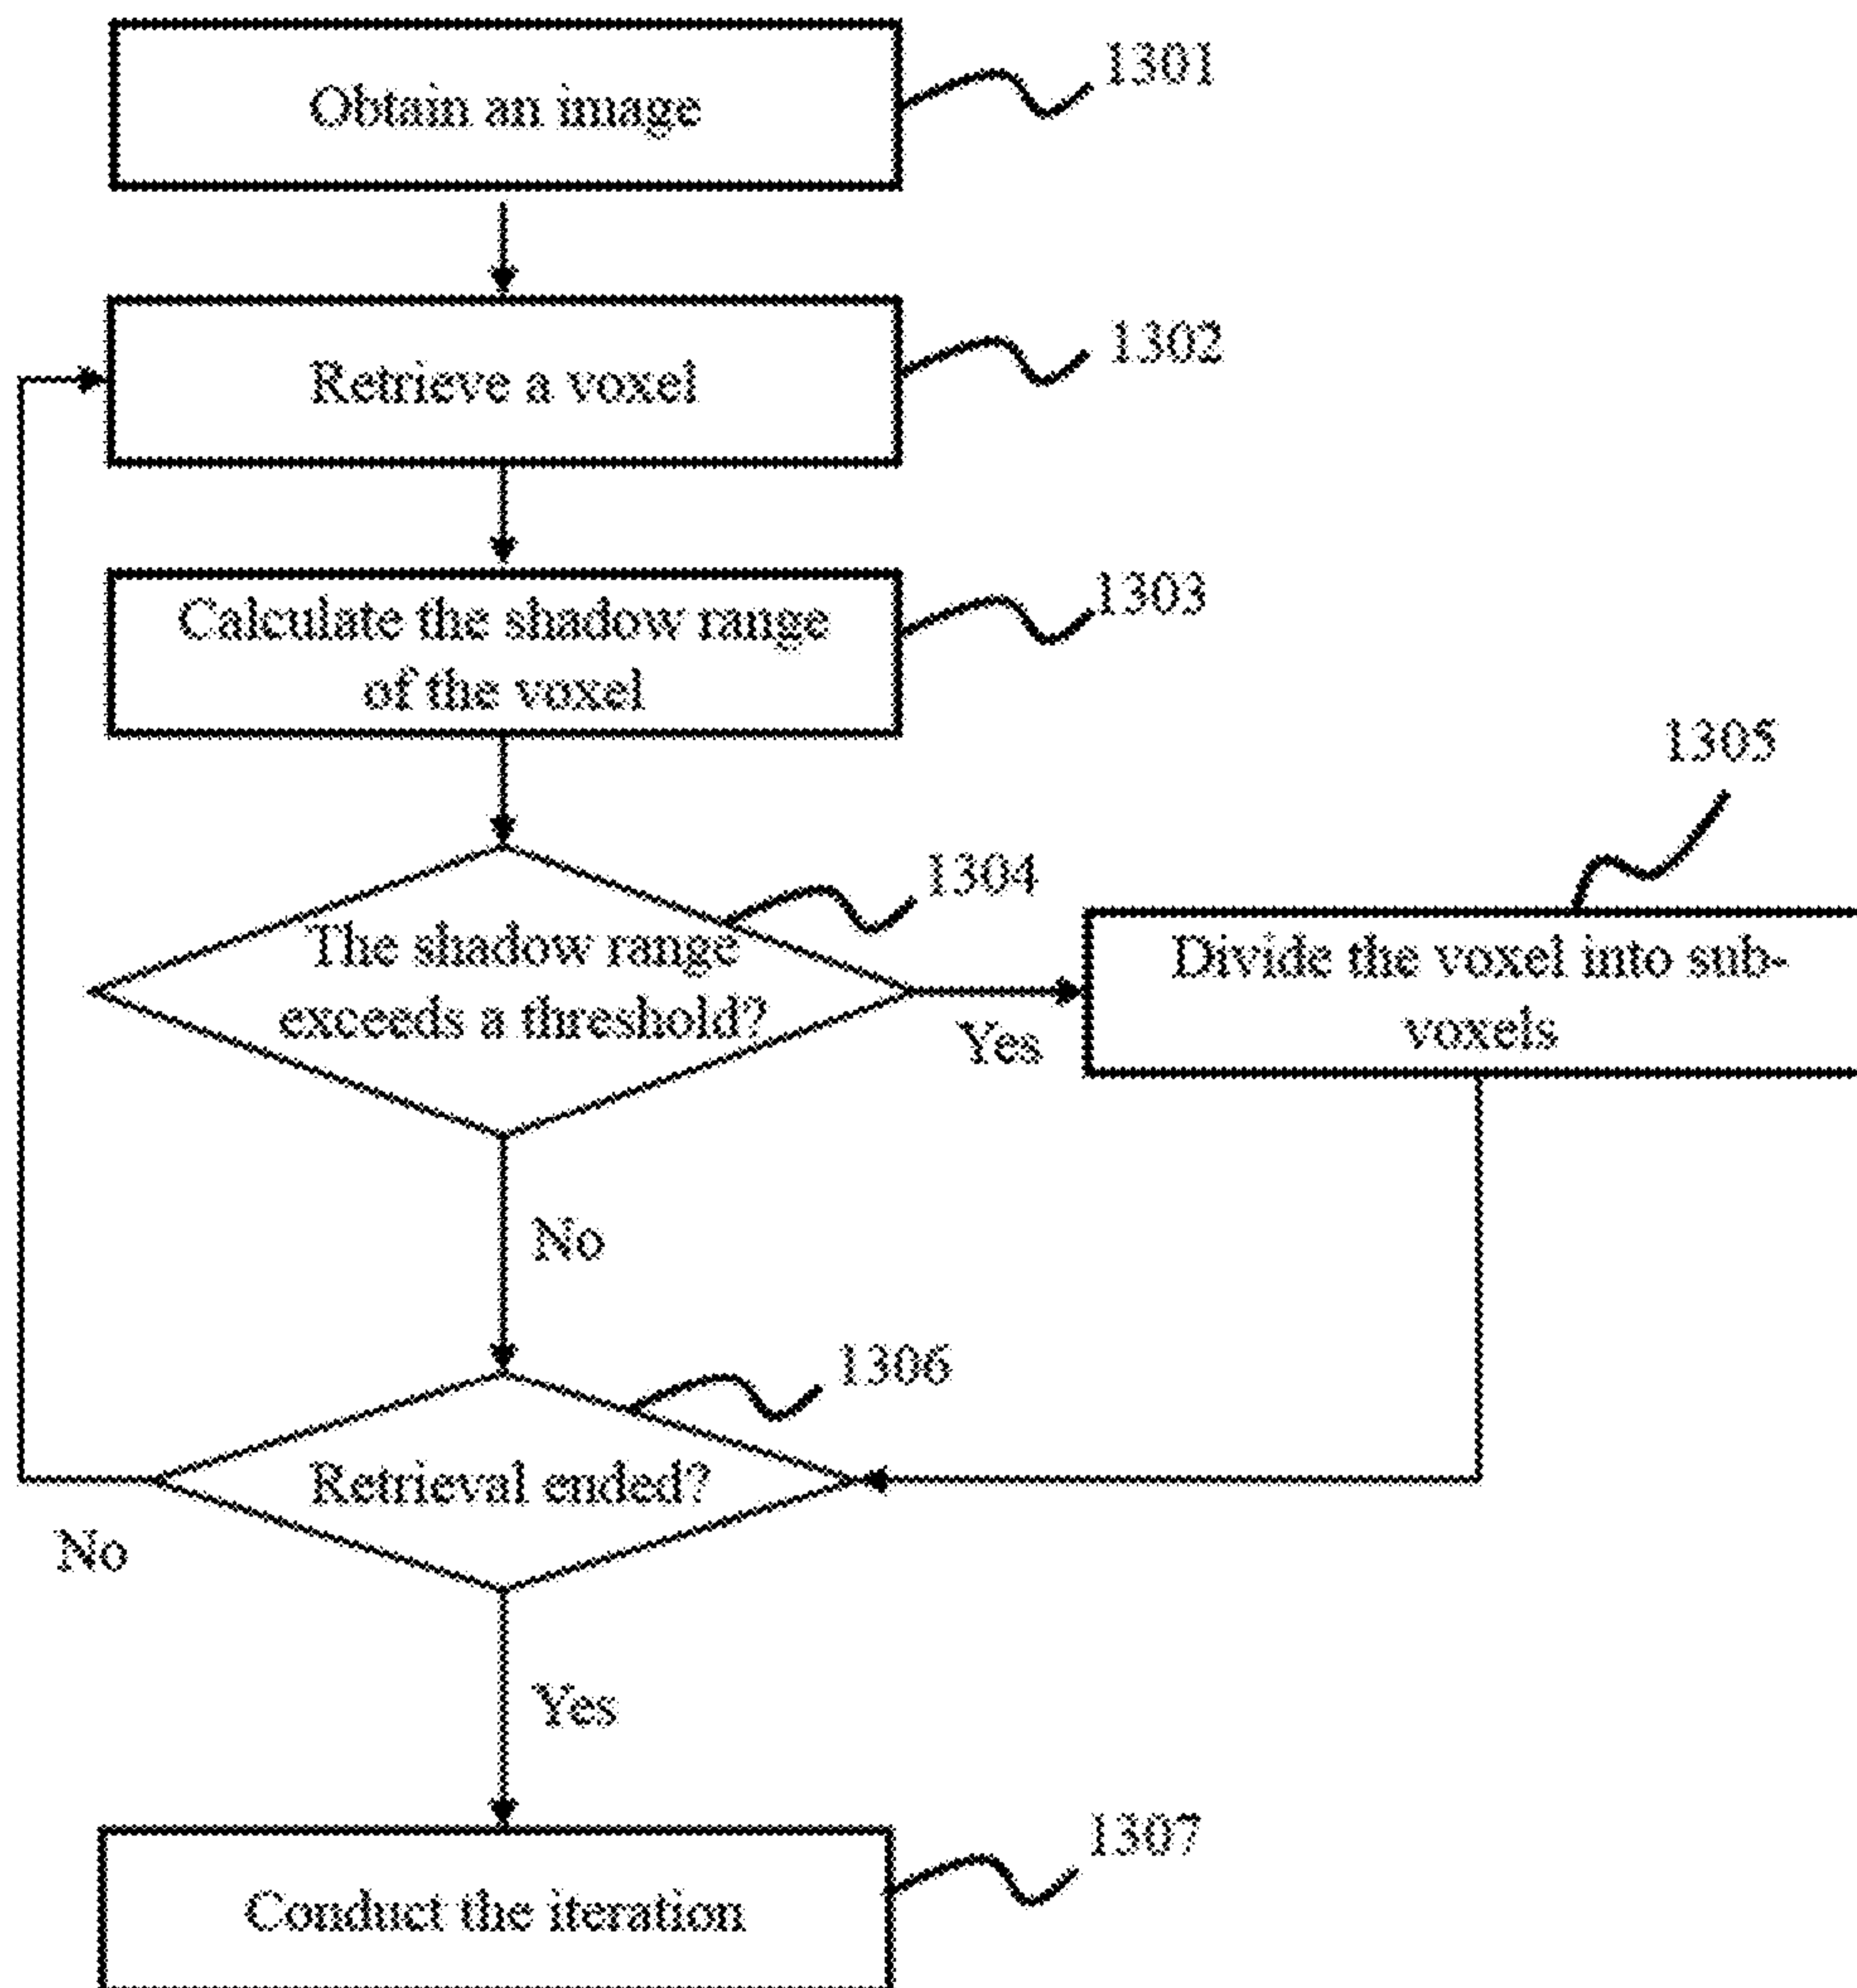 Obtain an image
1301
Retrieve a voxel
1302
Calculate the shadow range
of the voxel
1303
1304
The shadow range
exceeds a threshold?
Yes
1305
Divide the voxel into sub-
voxels
No
1306
Retrieval ended?
No
Yes
1307
Conduct the iteration